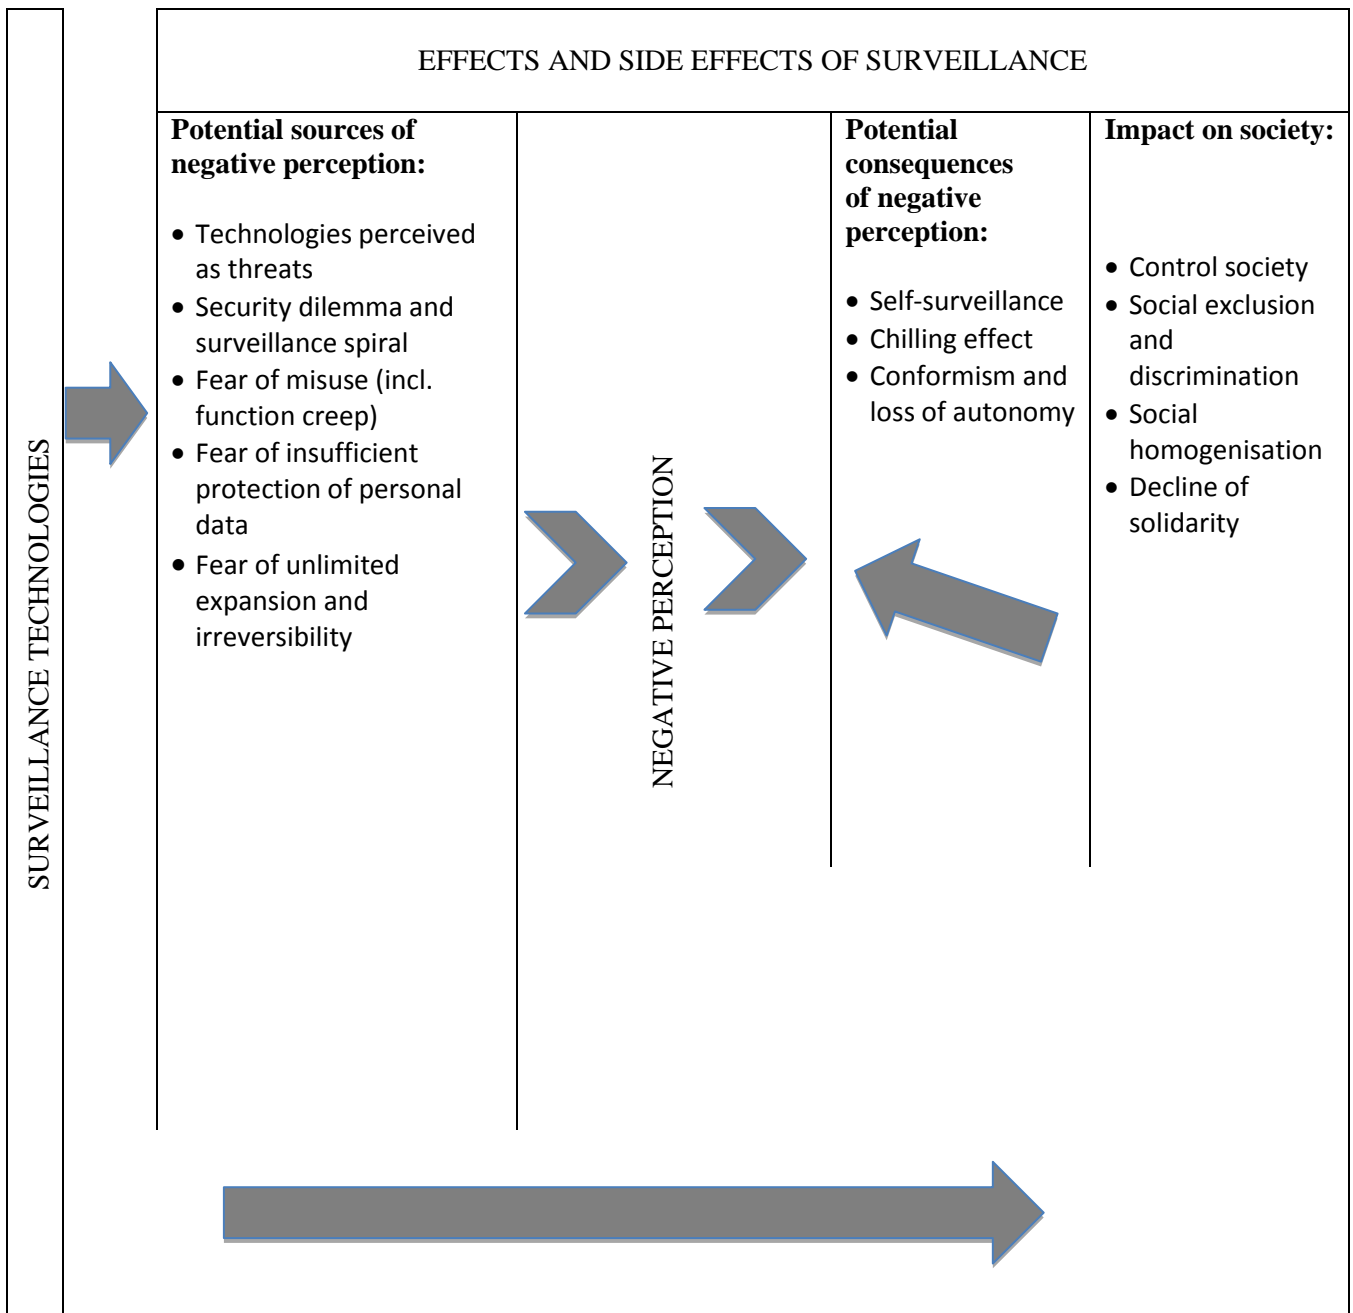 SURVEILLANCE TECHNOLOGIES
EFFECTS AND SIDE EFFECTS OF SURVEILLANCE
Potential sources of
negative perception:
• Technologies perceived
as threats
• Security dilemma and
surveillance spiral
• Fear of misuse (incl.
function creep)
• Fear of insufficient
protection of personal
data
• Fear of unlimited
expansion and
irreversibility
NEGATIVE PERCEPTION
Potential
consequences
of negative
perception:
• Self-surveillance
• Chilling effect
• Conformism and
loss of autonomy
Impact on society:
• Control society
• Social exclusion
and
discrimination
• Social
homogenisation
• Decline of
solidarity